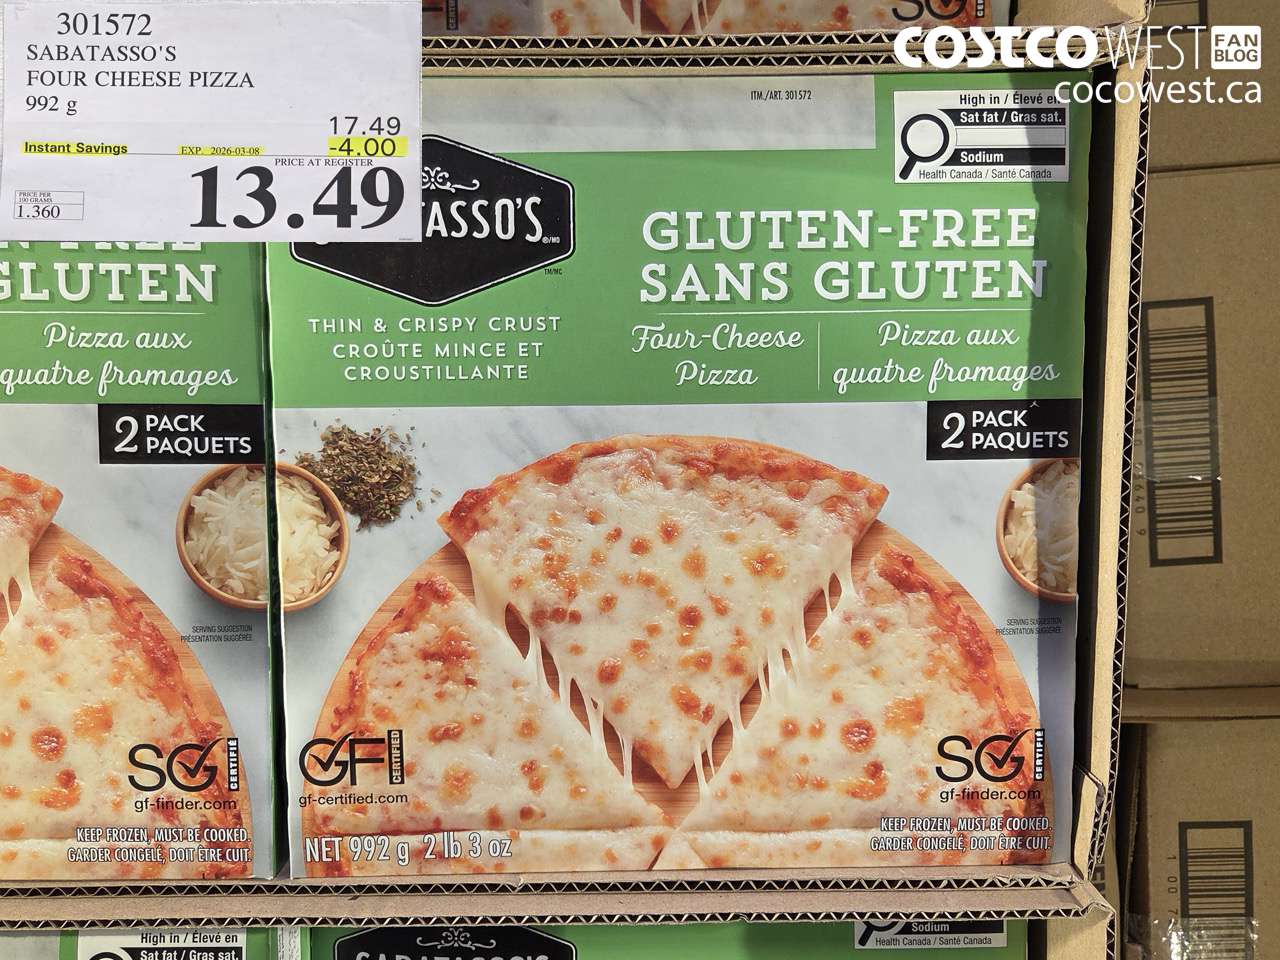 301572
SABATASSO'S
FOUR CHEESE PIZZA
992 g
17.49
Instant Savings EXP. 2026-03-08 -4.00
PRICE AT REGISTER
13.49
PRICE PER
100 GRAMS
1.360
COSTCO WEST FAN BLOG
cocowest.ca
ITM./ART. 301572
High in / Élevé en
Sat fat / Gras sat.
Sodium
Health Canada / Santé Canada
TASSO'S
®/MD
TM/MC
THIN & CRISPY CRUST
CROÛTE MINCE ET
CROUSTILLANTE
GLUTEN-FREE
SANS GLUTEN
Four-Cheese
Pizza
Pizza aux
quatre fromages
2 PACK
PAQUETS
SERVING SUGGESTION
PRÉSENTATION SUGGÉRÉE
GF CERTIFIED
gf-certified.com
SG CERTIFIÉ
gf-finder.com
NET 992 g 2 lb 3 oz
KEEP FROZEN, MUST BE COOKED.
GARDER CONGELÉ, DOIT ÊTRE CUIT.
GLUTEN
Pizza aux
quatre fromages
2 PACK
PAQUETS
SERVING SUGGESTION
PRÉSENTATION SUGGÉRÉE
SG CERTIFIÉ
gf-finder.com
KEEP FROZEN, MUST BE COOKED.
GARDER CONGELÉ, DOIT ÊTRE CUIT.
High in / Élevé en
Sat fat / Gras sat.
SABATASSO'S
Sodium
Health Canada / Santé Canada